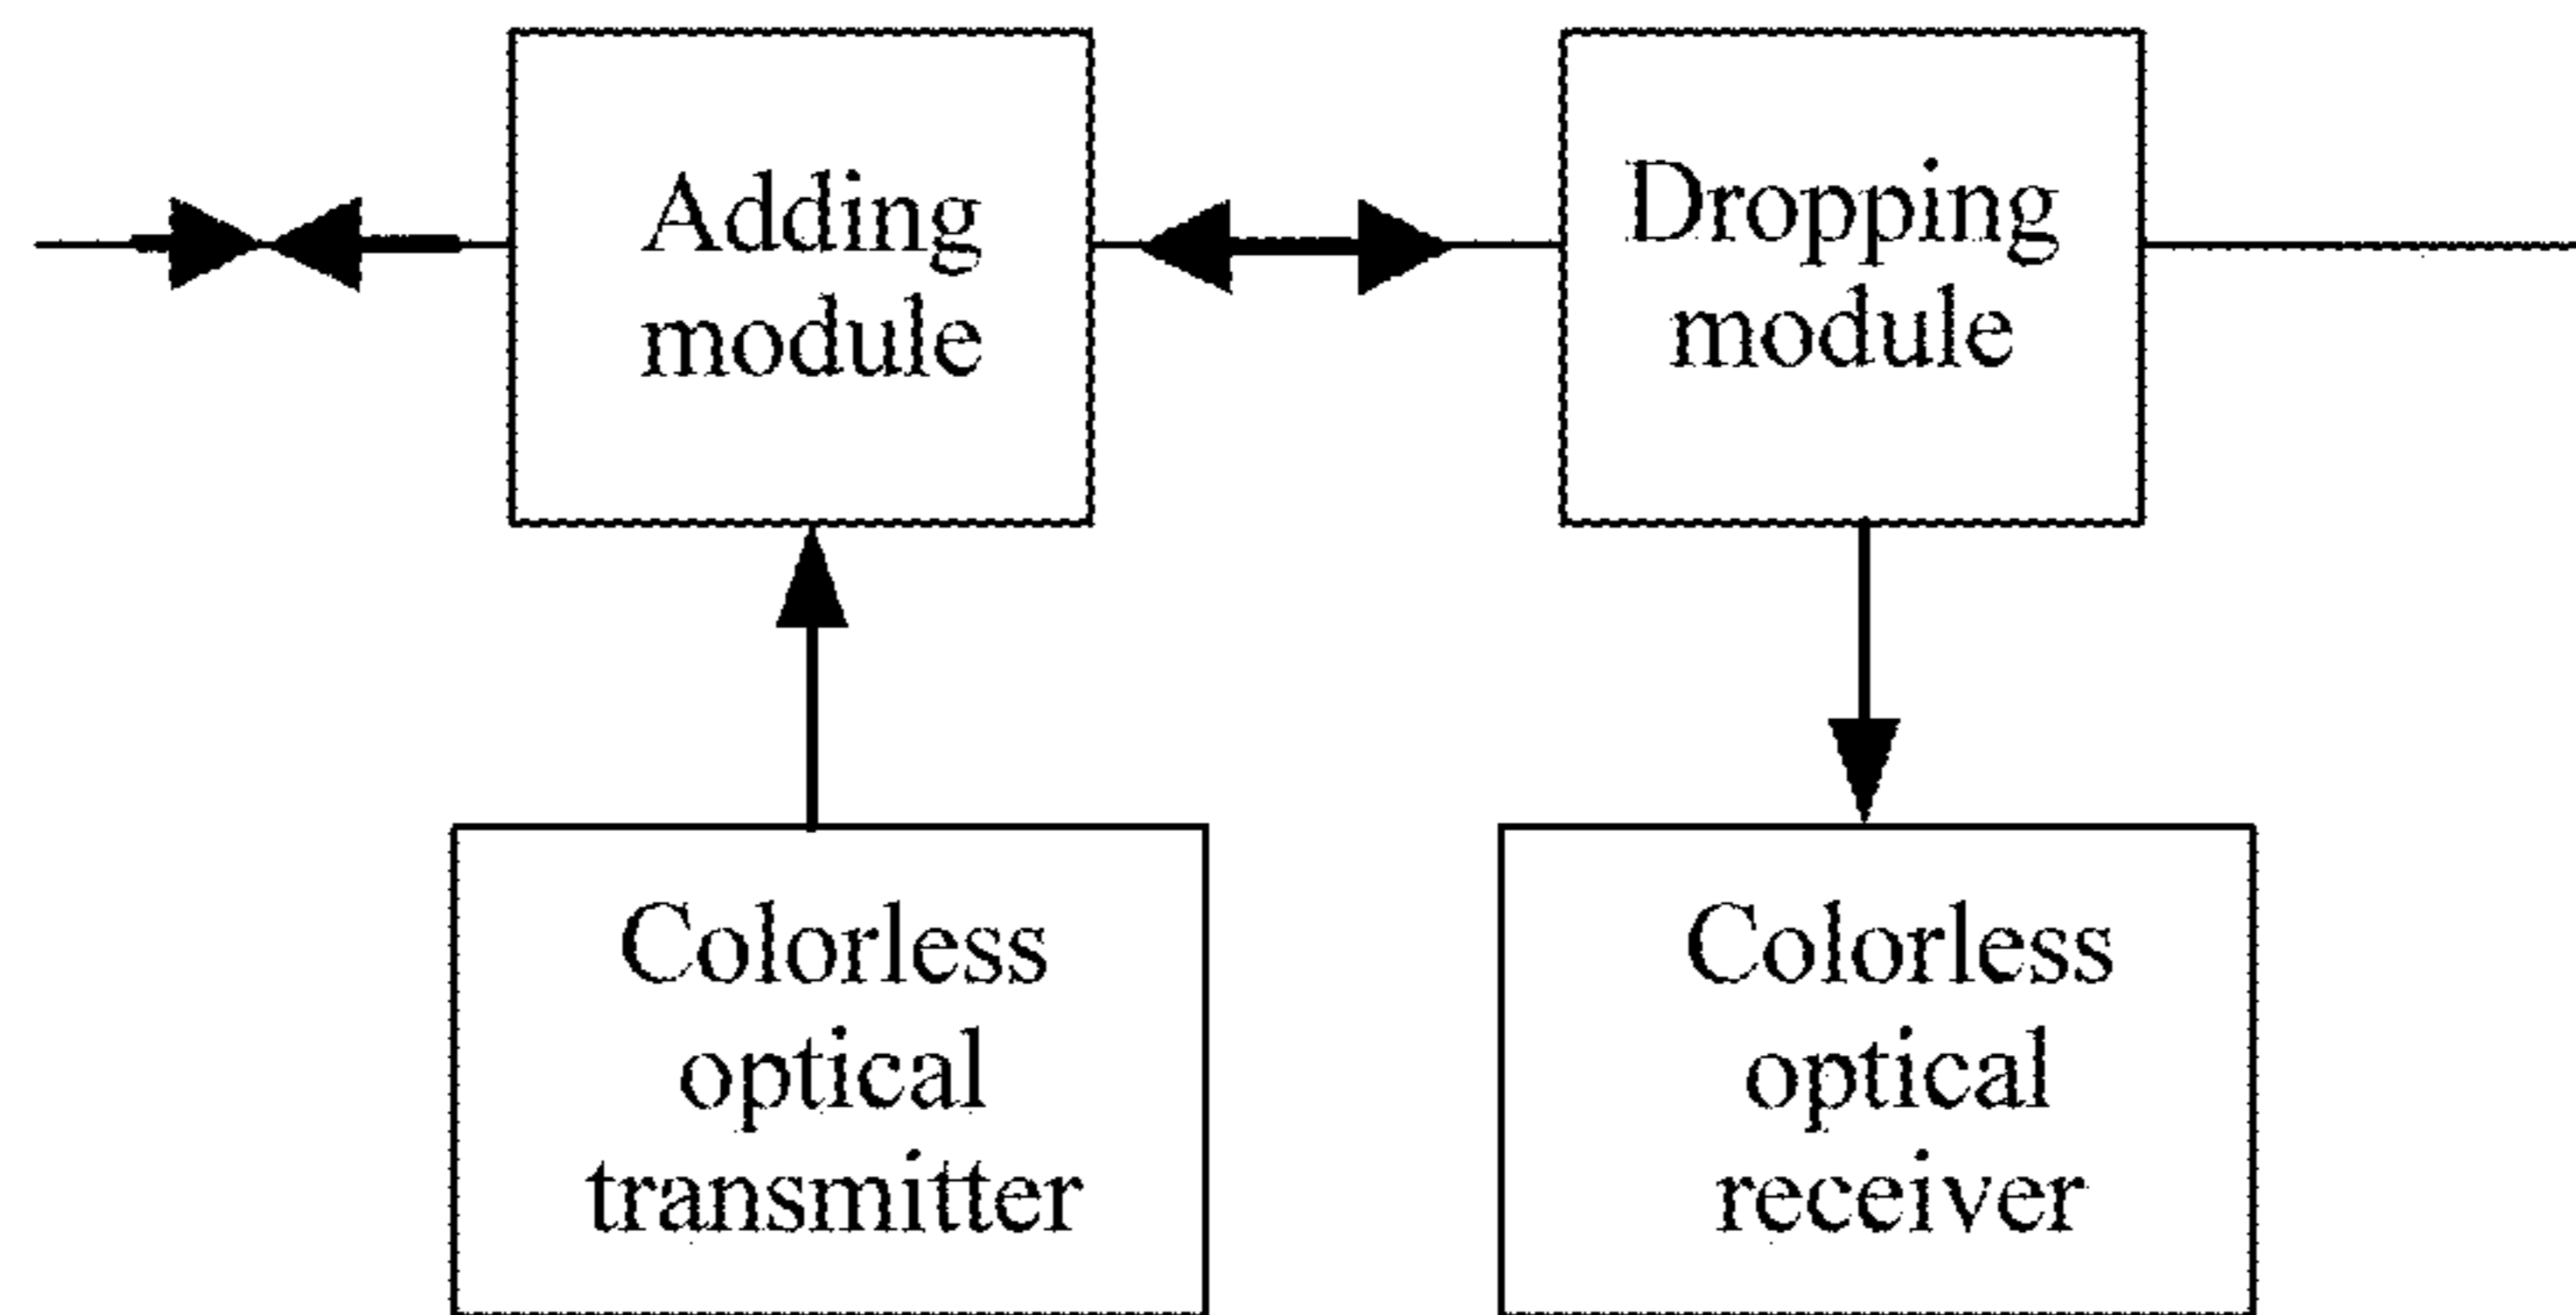 Adding
module
Dropping
module
Colorless
optical
transmitter
Colorless
optical
receiver